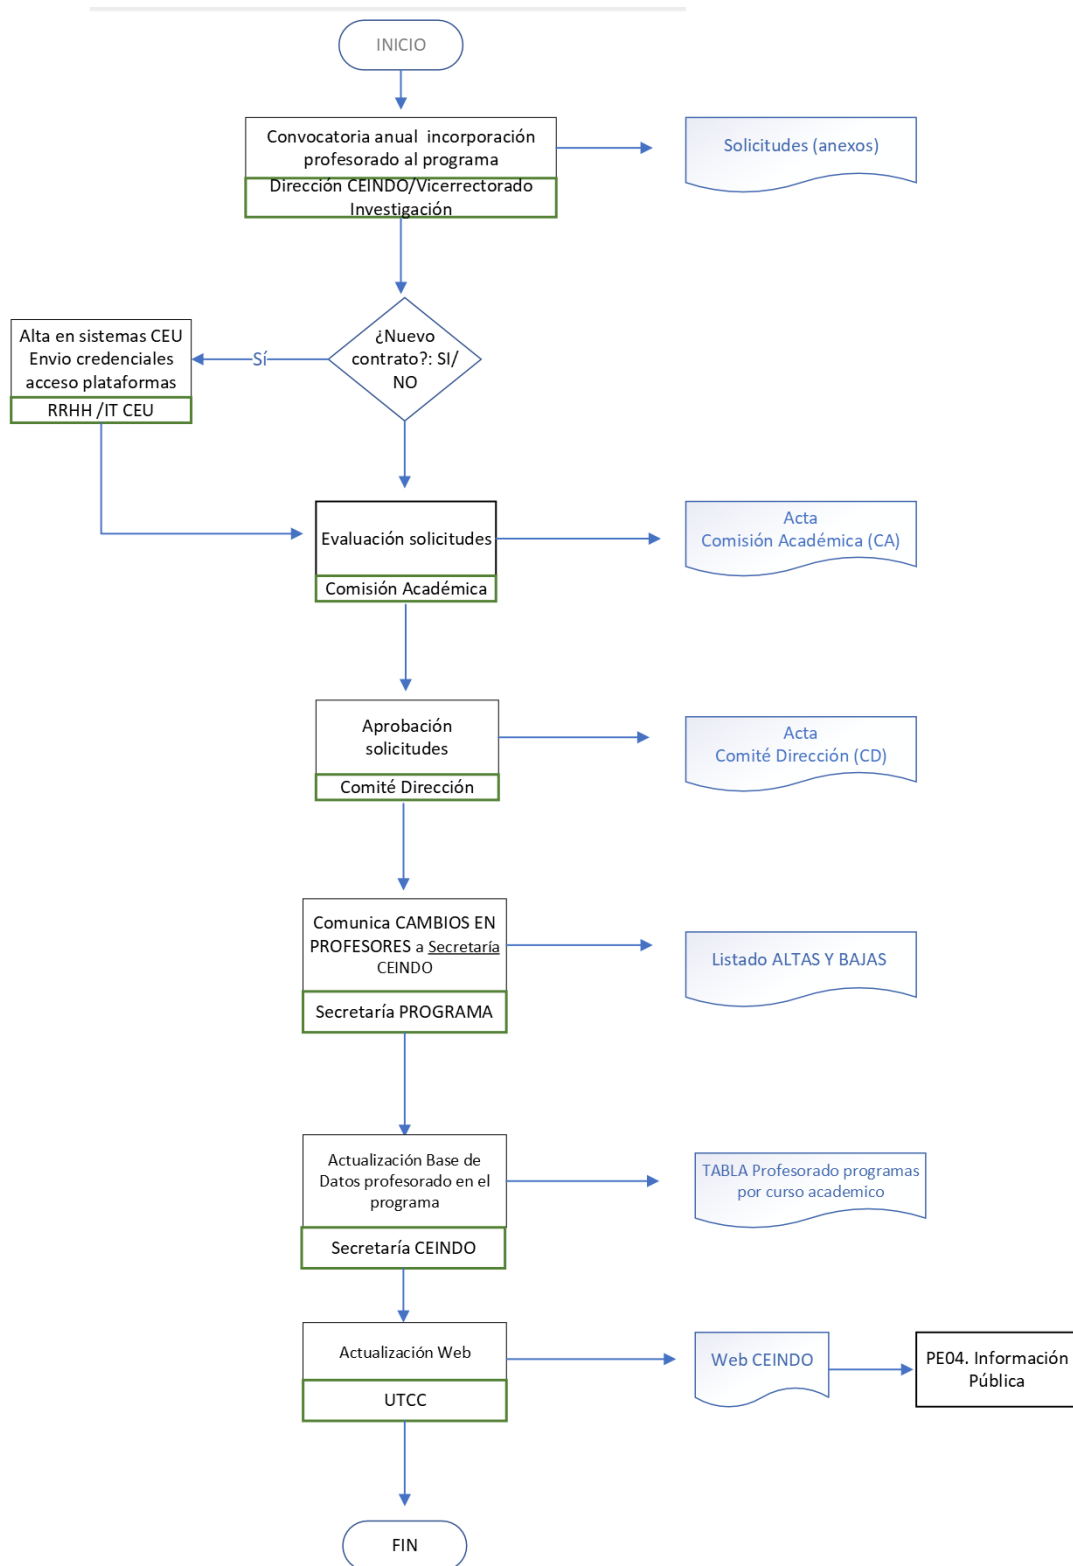 INICIO
Convocatoria anual incorporación
profesorado al programa
Dirección CEINDO/Vicerrectorado
Investigación
Solicitudes (anexos)
¿Nuevo
contrato?: SI/
NO
Sí
Alta en sistemas CEU
Envio credenciales
acceso plataformas
RRHH /IT CEU
Evaluación solicitudes
Comisión Académica
Acta
Comisión Académica (CA)
Aprobación
solicitudes
Comité Dirección
Acta
Comité Dirección (CD)
Comunica CAMBIOS EN
PROFESORES a Secretaría
CEINDO
Secretaría PROGRAMA
Listado ALTAS Y BAJAS
Actualización Base de
Datos profesorado en el
programa
Secretaría CEINDO
TABLA Profesorado programas
por curso academico
Actualización Web
UTCC
Web CEINDO
PE04. Información
Pública
FIN